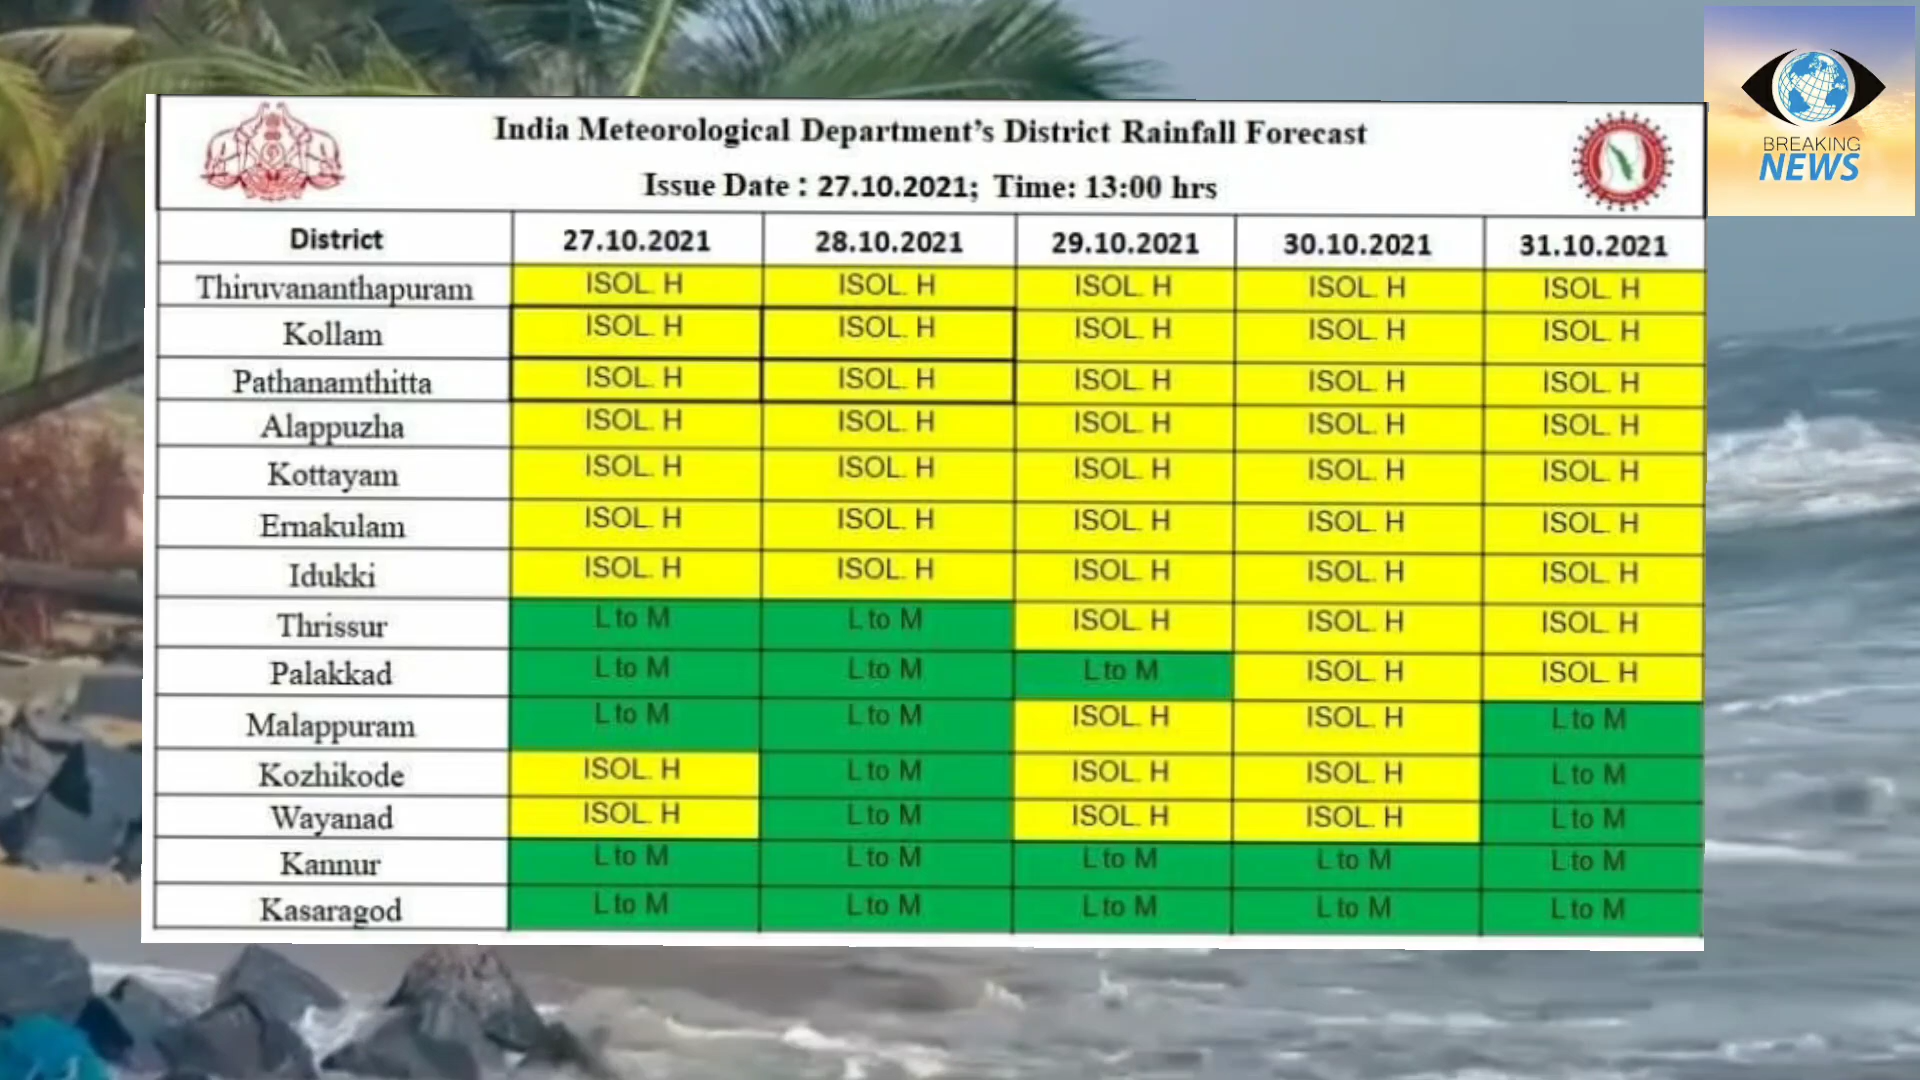 India Meteorological Department's District Rainfall Forecast
Issue Date : 27.10.2021; Time: 13:00 hrs
BREAKING
NEWS
District 27.10.2021 28.10.2021 29.10.2021 30.10.2021 31.10.2021
Thiruvananthapuram ISOL. H ISOL. H ISOL. H ISOL. H ISOL. H
Kollam ISOL. H ISOL. H ISOL. H ISOL. H ISOL. H
Pathanamthitta ISOL. H ISOL. H ISOL. H ISOL. H ISOL. H
Alappuzha ISOL. H ISOL. H ISOL. H ISOL. H ISOL. H
Kottayam ISOL. H ISOL. H ISOL. H ISOL. H ISOL. H
Ernakulam ISOL. H ISOL. H ISOL. H ISOL. H ISOL. H
Idukki ISOL. H ISOL. H ISOL. H ISOL. H ISOL. H
Thrissur L to M L to M ISOL. H ISOL. H ISOL. H
Palakkad L to M L to M L to M ISOL. H ISOL. H
Malappuram L to M L to M ISOL. H ISOL. H L to M
Kozhikode ISOL. H L to M ISOL. H ISOL. H L to M
Wayanad ISOL. H L to M ISOL. H ISOL. H L to M
Kannur L to M L to M L to M L to M L to M
Kasaragod L to M L to M L to M L to M L to M